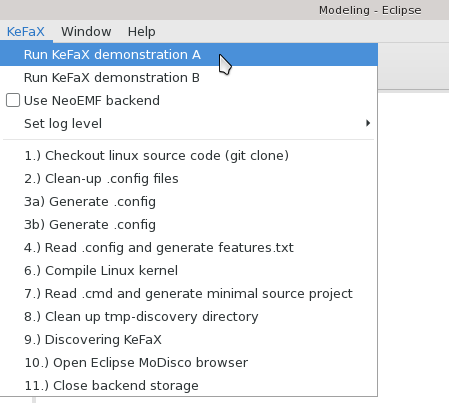 Modeling - Eclipse
KeFaX Window Help
Run KeFaX demonstration A
Run KeFaX demonstration B
Use NeoEMF backend
Set log level
1.) Checkout linux source code (git clone)
2.) Clean-up .config files
3a) Generate .config
3b) Generate .config
4.) Read .config and generate features.txt
6.) Compile Linux kernel
7.) Read .cmd and generate minimal source project
8.) Clean up tmp-discovery directory
9.) Discovering KeFaX
10.) Open Eclipse MoDisco browser
11.) Close backend storage